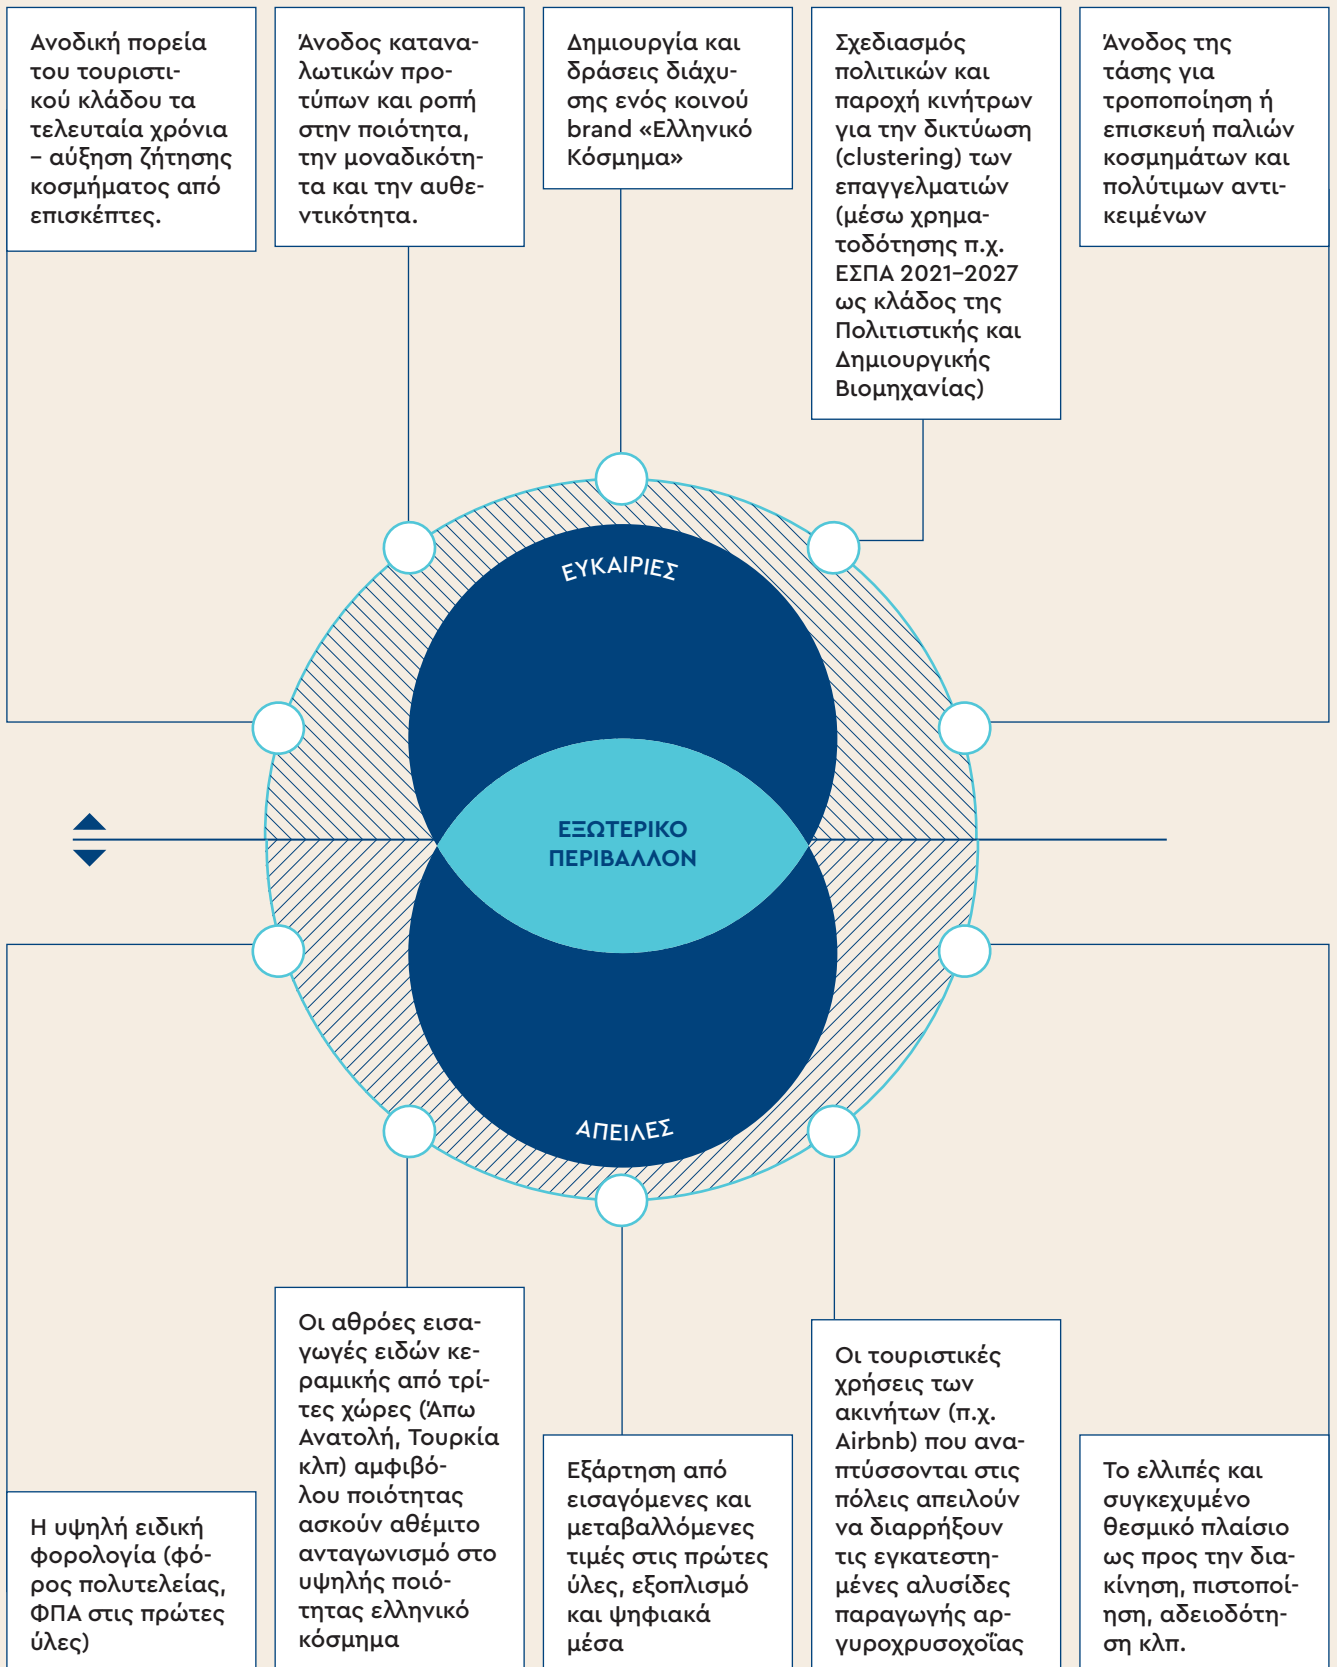 Ανοδική πορεία
του τουριστι-
κού κλάδου τα
τελευταία χρόνια
– αύξηση ζήτησης
κοσμήματος από
επισκέπτες.
Άνοδος κατανα-
λωτικών προ-
τύπων και ροπή
στην ποιότητα,
την μοναδικότη-
τα και την αυθε-
ντικότητα.
Δημιουργία και
δράσεις διάχυ-
σης ενός κοινού
brand «Ελληνικό
Κόσμημα»
Σχεδιασμός
πολιτικών και
παροχή κινήτρων
για την δικτύωση
(clustering) των
επαγγελματιών
(μέσω χρημα-
τοδότησης π.χ.
ΕΣΠΑ 2021–2027
ως κλάδος της
Πολιτιστικής και
Δημιουργικής
Βιομηχανίας)
Άνοδος της
τάσης για
τροποποίηση ή
επισκευή παλιών
κοσμημάτων και
πολύτιμων αντι-
κειμένων
ΕΥΚΑΙΡΙΕΣ
ΕΞΩΤΕΡΙΚΟ
ΠΕΡΙΒΑΛΛΟΝ
ΑΠΕΙΛΕΣ
Η υψηλή ειδική
φορολογία (φό-
ρος πολυτελείας,
ΦΠΑ στις πρώτες
ύλες)
Οι αθρόες εισα-
γωγές ειδών κε-
ραμικής από τρί-
τες χώρες (Άπω
Ανατολή, Τουρκία
κλπ) αμφιβό-
λου ποιότητας
ασκούν αθέμιτο
ανταγωνισμό στο
υψηλής ποιό-
τητας ελληνικό
κόσμημα
Εξάρτηση από
εισαγόμενες και
μεταβαλλόμενες
τιμές στις πρώτες
ύλες, εξοπλισμό
και ψηφιακά
μέσα
Οι τουριστικές
χρήσεις των
ακινήτων (π.χ.
Airbnb) που ανα-
πτύσσονται στις
πόλεις απειλούν
να διαρρήξουν
τις εγκατεστη-
μένες αλυσίδες
παραγωγής αρ-
γυροχρυσοχοΐας
Το ελλιπές και
συγκεχυμένο
θεσμικό πλαίσιο
ως προς την δια-
κίνηση, πιστοποί-
ηση, αδειοδότη-
ση κλπ.